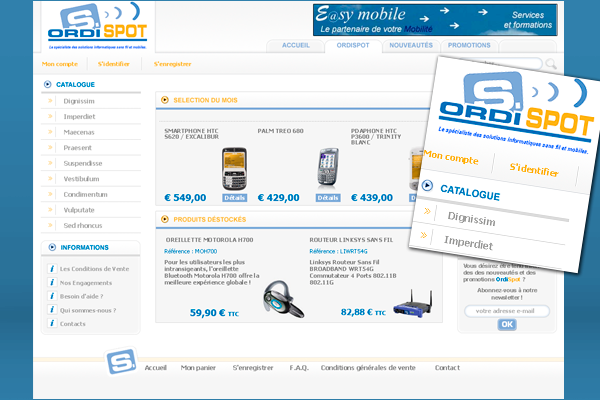 S.
ORDISPOT
Le spécialiste des solutions informatiques sans fil et mobiles.
E@sy mobile
Le partenaire de votre Mobilité
Services
et formations
ACCUEIL
ORDISPOT
NOUVEAUTÉS
PROMOTIONS
Mon compte
S'identifier
S'enregistrer
CATALOGUE
Dignissim
Imperdiet
Maecenas
Praesent
Suspendisse
Vestibulum
Condimentum
Vulputate
Sed rhoncus
INFORMATIONS
Les Conditions de Vente
Nos Engagements
Besoin d'aide ?
Qui sommes-nous ?
Contacts
SELECTION DU MOIS
SMARTPHONE HTC
S620 / EXCALIBUR
€ 549,00
Détails
PALM TREO 680
€ 429,00
Détails
PDAPHONE HTC
P3600 / TRINITY
BLANC
€ 439,00
PRODUITS DÉSTOCKÉS
OREILLETTE MOTOROLA H700
Référence : MOH700
Pour les utilisateurs les plus
intransigeants, l'oreillette
Bluetooth Motorola H700 offre la
meilleure expérience globale !
59,90 € TTC
ROUTEUR LINKSYS SANS FIL
Référence : LIWRT54G
Linksys Routeur Sans Fil
BROADBAND WRT54G
Commutateur 4 Ports 802.11B
802.11G
82,88 € TTC
S.
ORDISPOT
Le spécialiste des solutions informatiques sans fil et mobiles.
Mon compte
S'identifier
CATALOGUE
Dignissim
Imperdiet
Vous désirez être
des des nouveautés et des
promotions OrdiSpot ?
Abonnez-vous à notre
newsletter !
votre adresse e-mail
OK
S.
Accueil
Mon panier
S'enregistrer
F.A.Q.
Conditions générales de vente
Contact